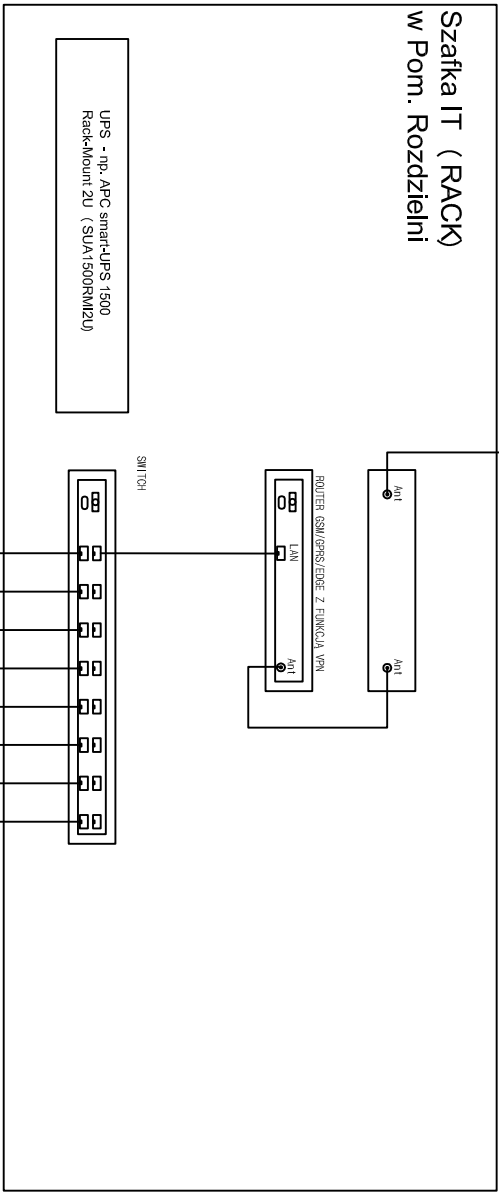 Szafka IT ( RACK)
w Pom. Rozdzielni
Ant
Ant
ROUTER GSM/GPRS/EDGE Z FUNKCJĄ VPN
LAN
Ant
SWITCH
UPS - np. APC smart-UPS 1500
Rack-Mount 2U ( SUA1500RMI2U)